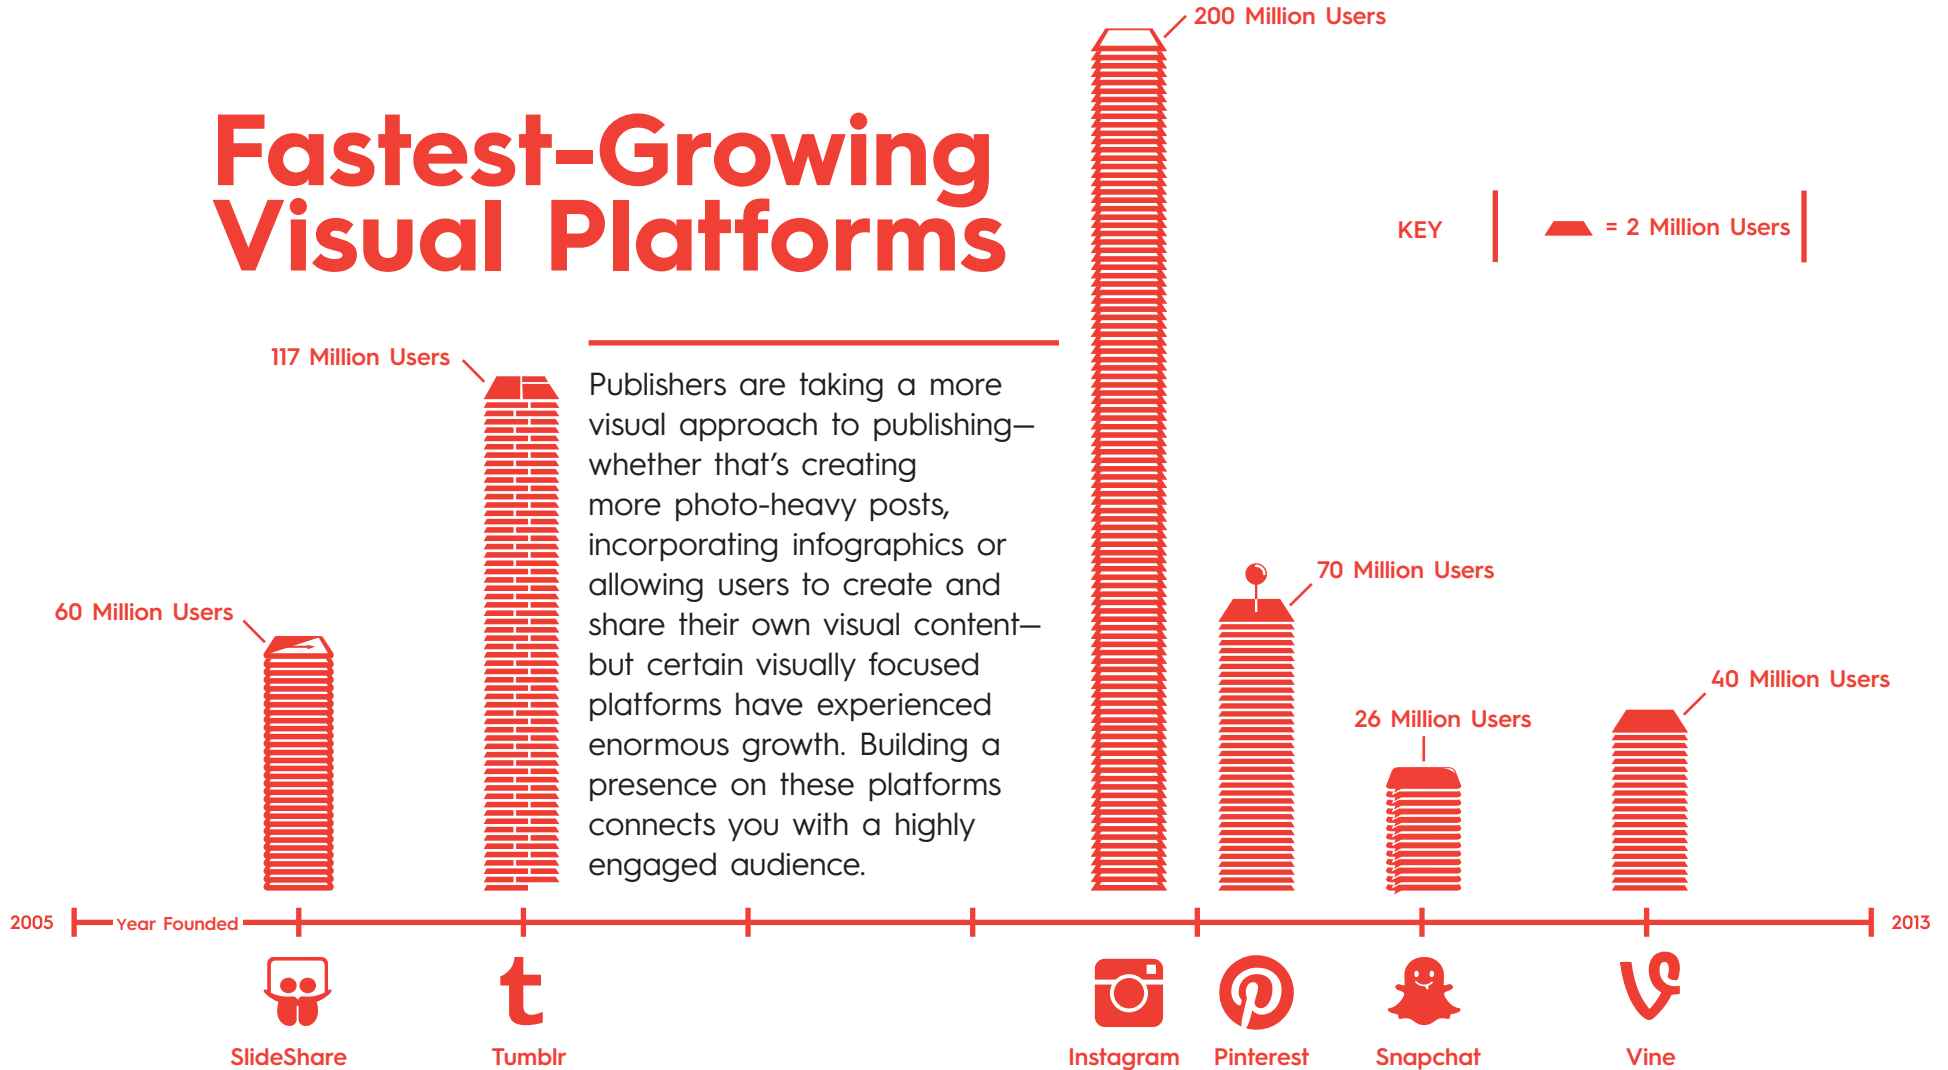 200 Million Users
Fastest-Growing
Visual Platforms
KEY
= 2 Million Users
117 Million Users
Publishers are taking a more
visual approach to publishing—
whether that's creating
more photo-heavy posts,
incorporating infographics or
allowing users to create and
share their own visual content—
but certain visually focused
platforms have experienced
enormous growth. Building a
presence on these platforms
connects you with a highly
engaged audience.
60 Million Users
70 Million Users
26 Million Users
40 Million Users
2005
Year Founded
2013
SlideShare
Tumblr
Instagram
Pinterest
Snapchat
Vine